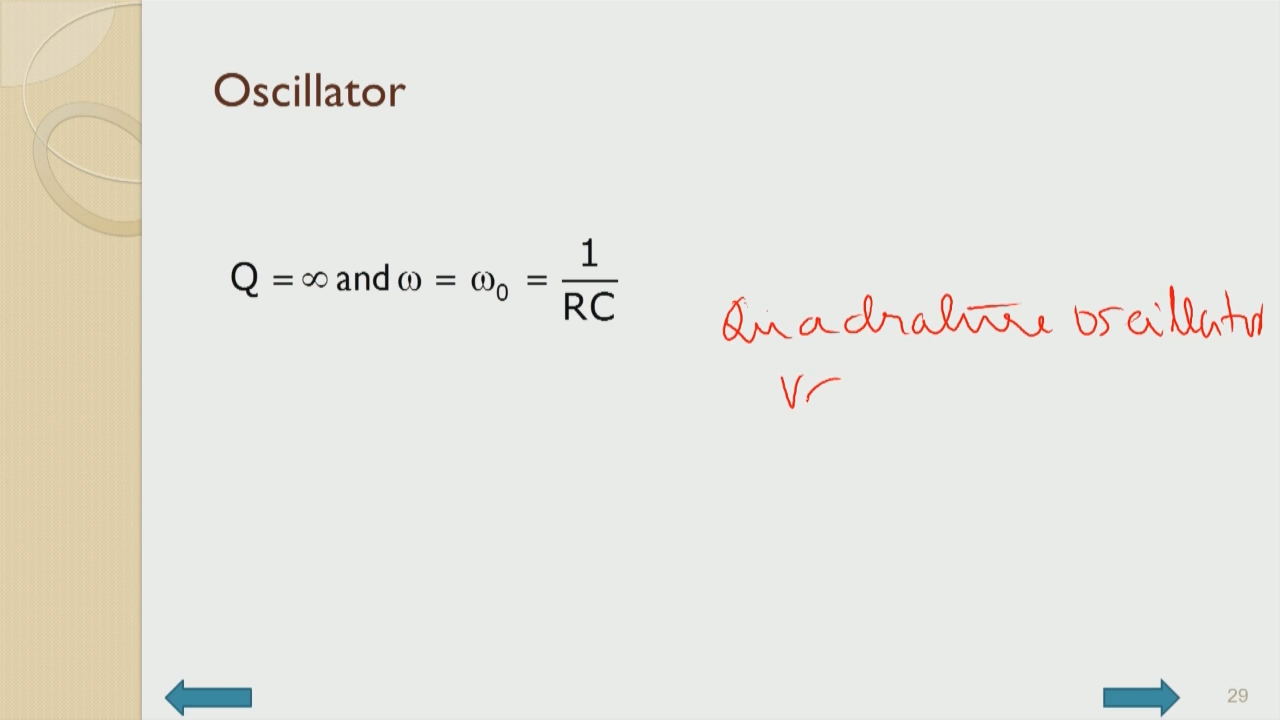 Oscillator
Q = ∞ and ω = ω₀ = 1/RC
Quadrature oscillator
29